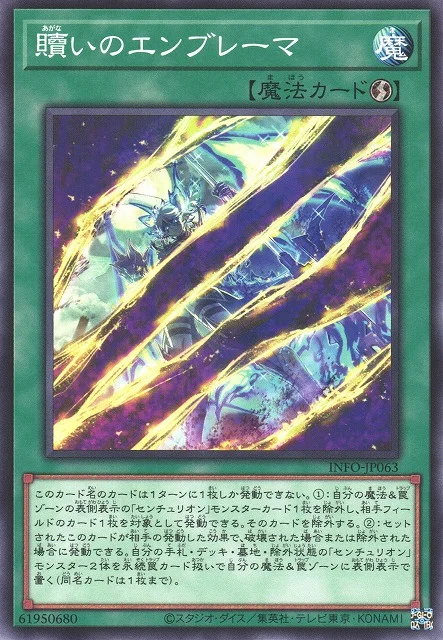 贖いのエンブレーマ
魔
【魔法カード】
INFO-JP063
このカード名のカードは1ターンに1枚しか発動できない。①:自分の魔法&罠
ゾーンの表側表示の「センチュリオン」モンスターカード1枚を除外し、相手フィ
ールドのカード1枚を対象として発動できる。そのカードを除外する。②:セット
されたこのカードが相手の発動した効果で、破壊された場合または除外された
場合に発動できる。自分の手札・デッキ・墓地・除外状態の「センチュリオン」
モンスター2体を永続罠カード扱いで自分の魔法&罠ゾーンに表側表示で
置く(同名カードは1枚まで)。
61950680
©スタジオ・ダイス/集英社・テレビ東京・KONAMI